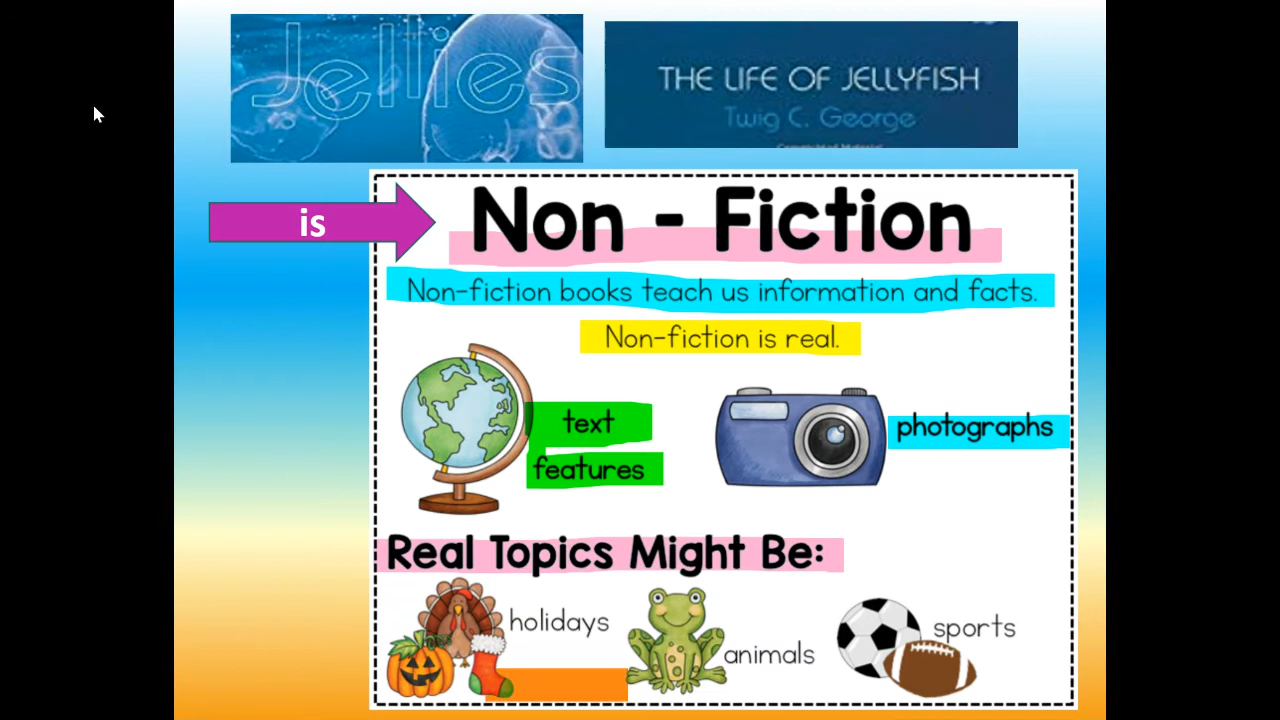 Jellies
THE LIFE OF JELLYFISH
Twig C. George
is
Non - Fiction
Non-fiction books teach us information and facts.
Non-fiction is real.
text
features
photographs
Real Topics Might Be:
holidays
animals
sports